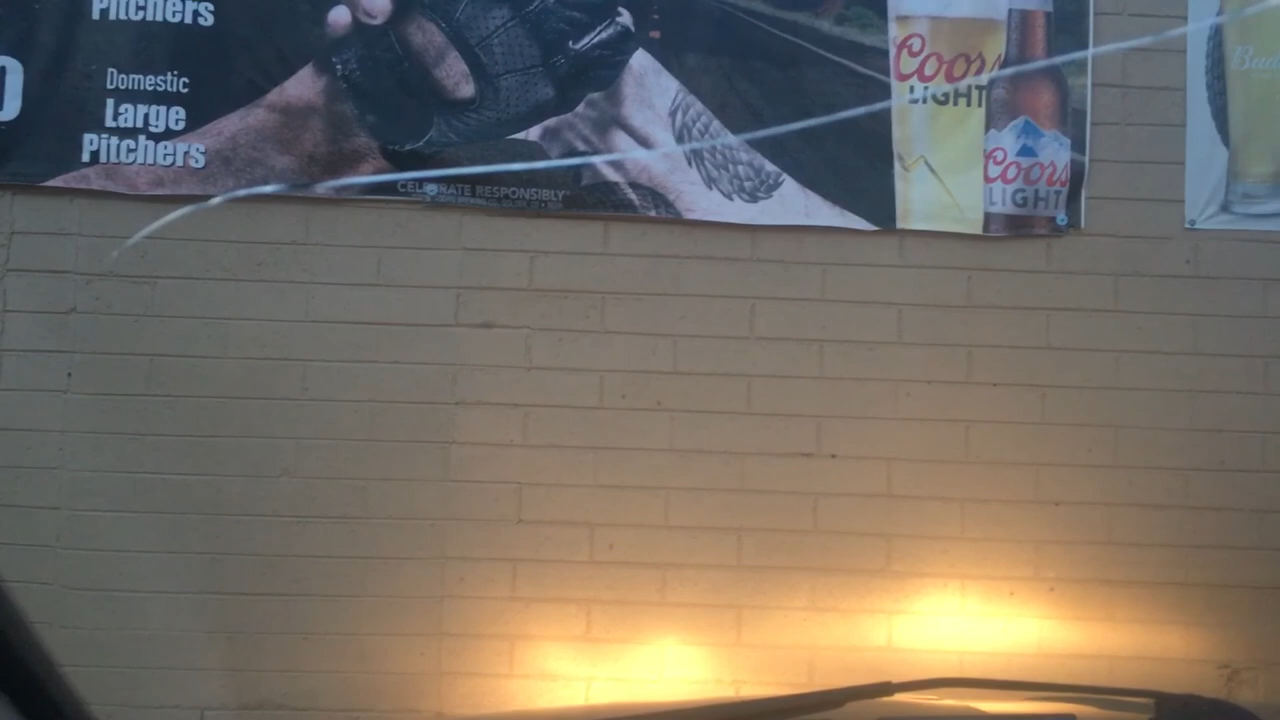 Pitchers
Domestic
Large
Pitchers
CELEBRATE RESPONSIBLY
Coors
LIGHT
Coors
LIGHT